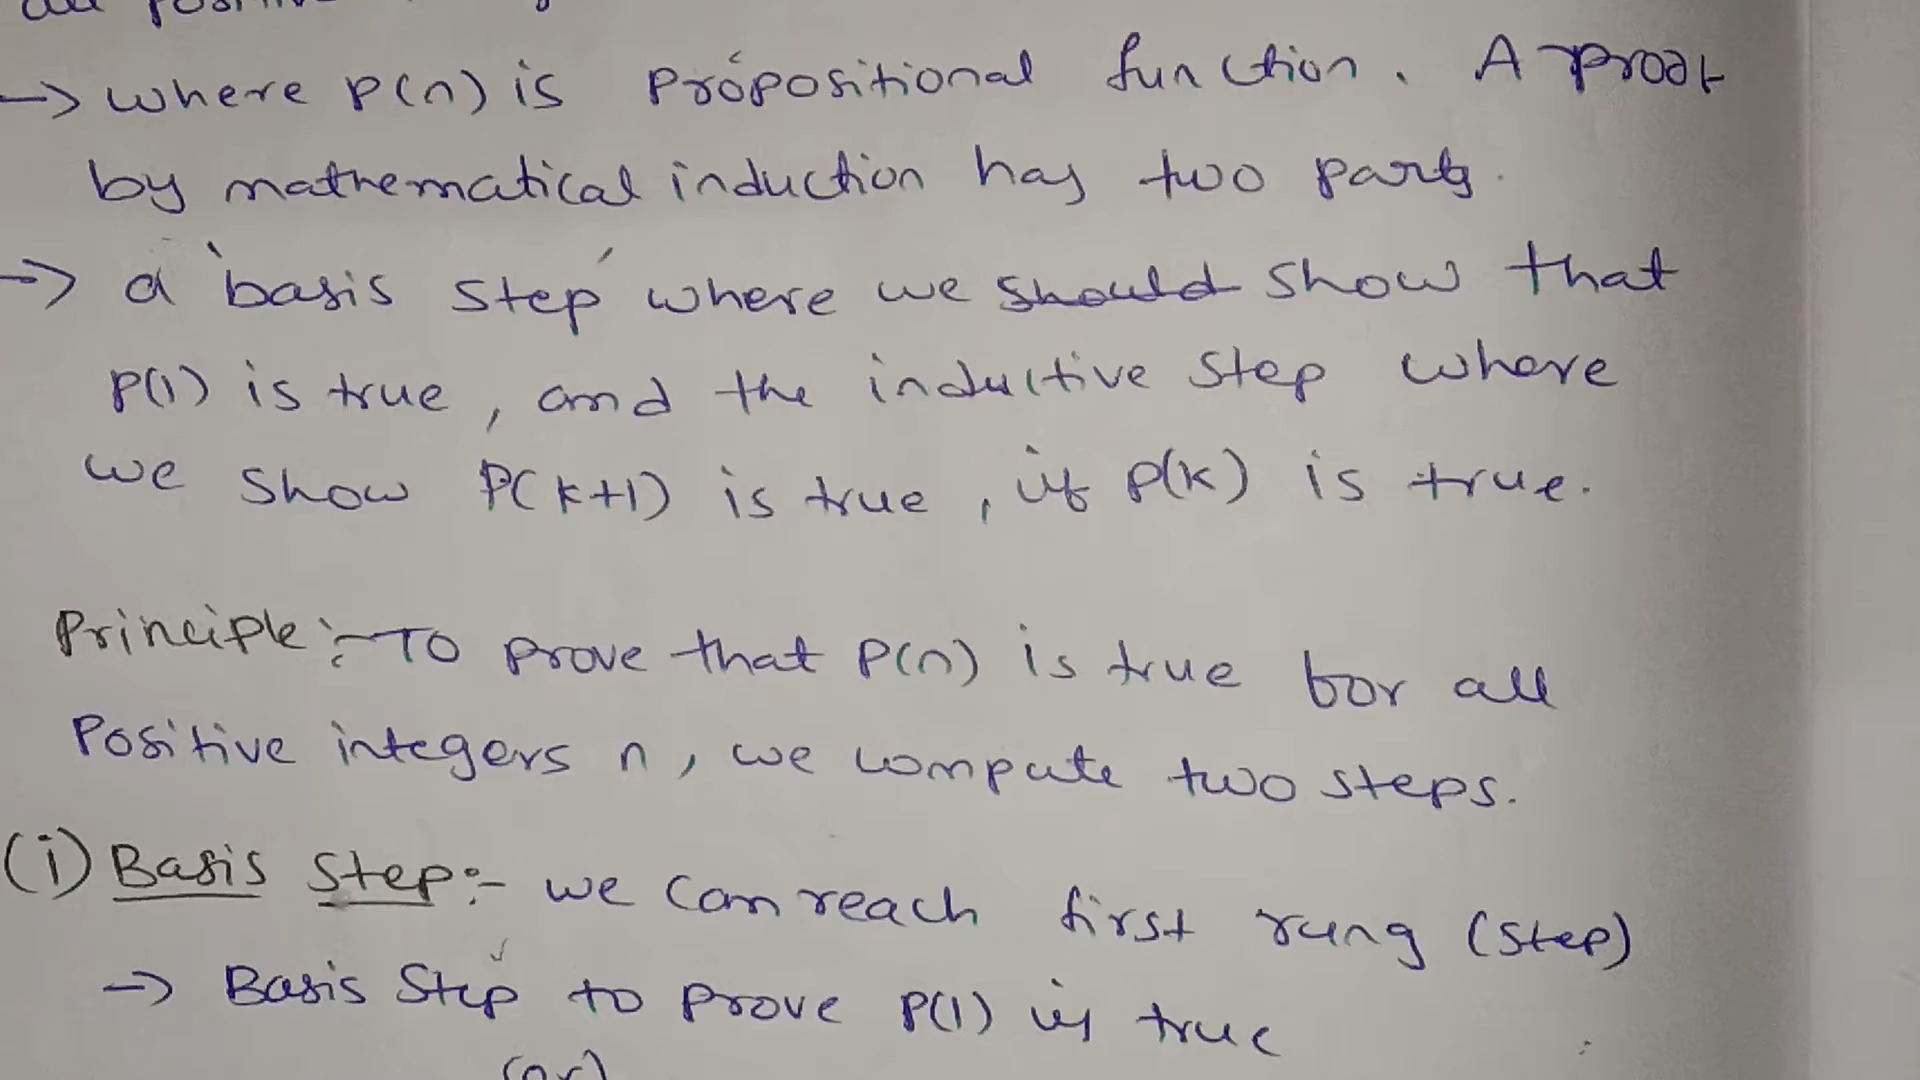 all positive
→ where P(n) is propositional function. A proof
by mathematical induction has two parts.
→ a basis step where we should show that
P(1) is true, and the inductive step where
we show P(k+1) is true, if P(k) is true.
Principle:- To prove that P(n) is true for all
Positive integers n, we compute two steps.
(i) Basis Step:- we can reach first rung (step)
→ Basis Step to prove P(1) is true
(or)